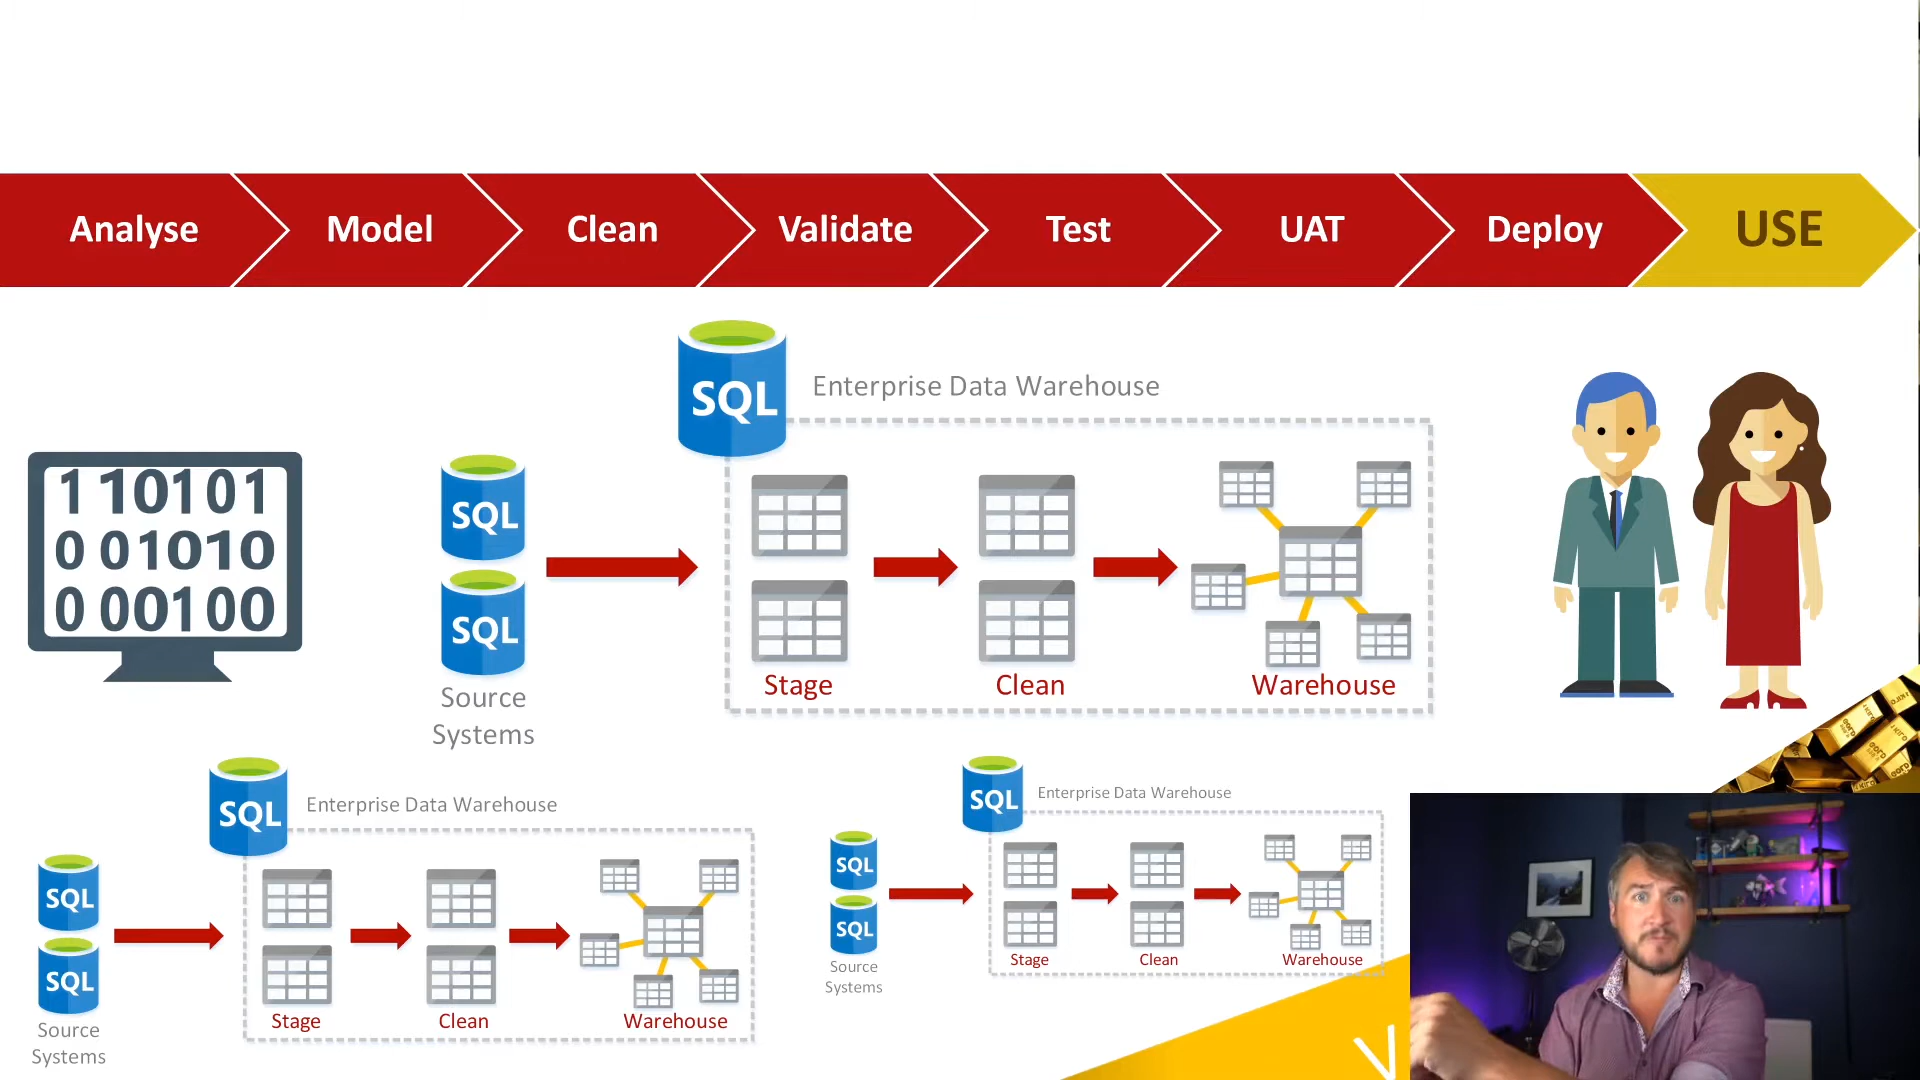 Analyse
Model
Clean
Validate
Test
UAT
Deploy
USE
SQL
Enterprise Data Warehouse
1 10101
0 01010
0 00100
SQL
SQL
Source
Systems
Stage
Clean
Warehouse
SQL
Enterprise Data Warehouse
SQL
SQL
Source
Systems
Stage
Clean
Warehouse
SQL
Enterprise Data Warehouse
SQL
SQL
Source
Systems
Stage
Clean
Warehouse